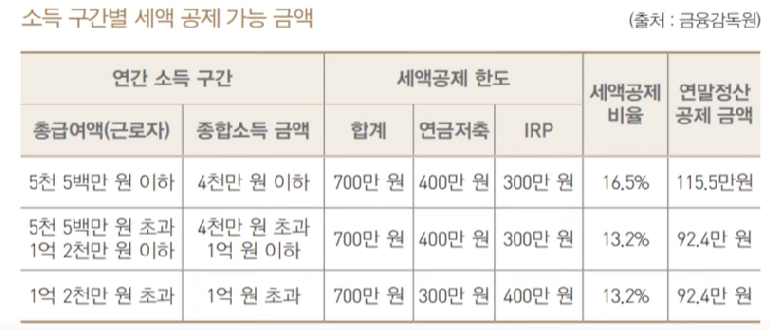 소득 구간별 세액 공제 가능 금액
(출처 : 금융감독원)
연간 소득 구간 세액공제 한도 세액공제 비율 연말정산 공제 금액
총급여액(근로자) 종합소득 금액 합계 연금저축 IRP
5천 5백만 원 이하 4천만 원 이하 700만 원 400만 원 300만 원 16.5% 115.5만원
5천 5백만 원 초과 4천만 원 초과
1억 2천만 원 이하 1억 원 이하 700만 원 400만 원 300만 원 13.2% 92.4만 원
1억 2천만 원 초과 1억 원 초과 700만 원 300만 원 400만 원 13.2% 92.4만 원